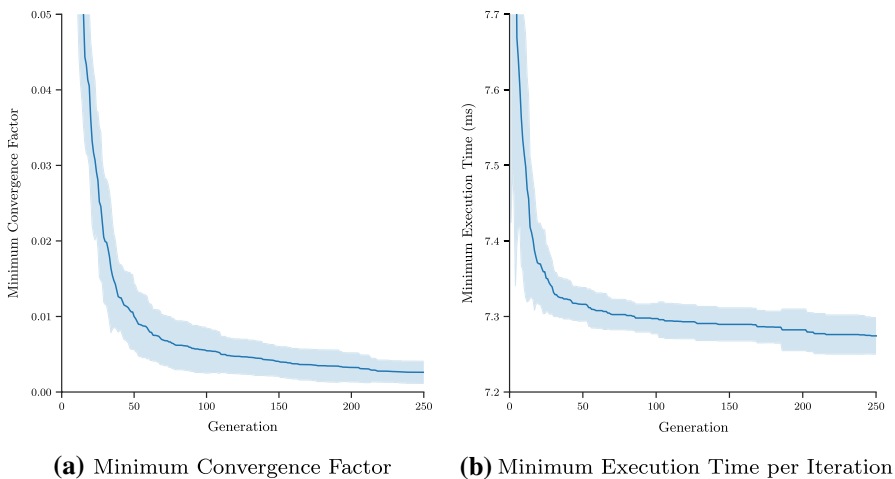 0.05
0.04
0.03
0.02
0.01
0.00
Minimum Convergence Factor
0 50 100 150 200 250
Generation
7.7
7.6
7.5
7.4
7.3
7.2
Minimum Execution Time (ms)
0 50 100 150 200 250
Generation
(a) Minimum Convergence Factor
(b) Minimum Execution Time per Iteration